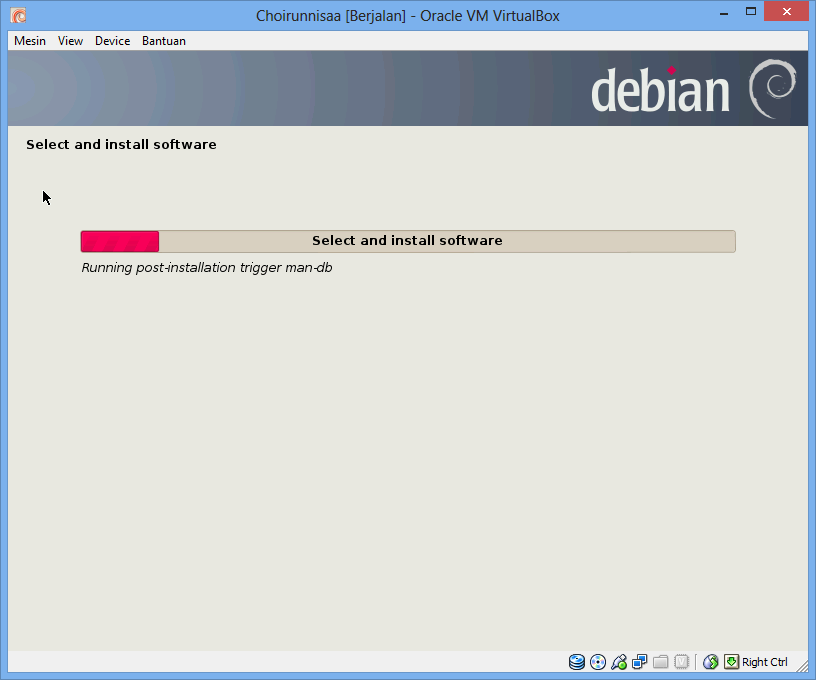 Choirunnisaa [Berjalan] - Oracle VM VirtualBox
Mesin View Device Bantuan
debian
Select and install software
Select and install software
Running post-installation trigger man-db
Right Ctrl